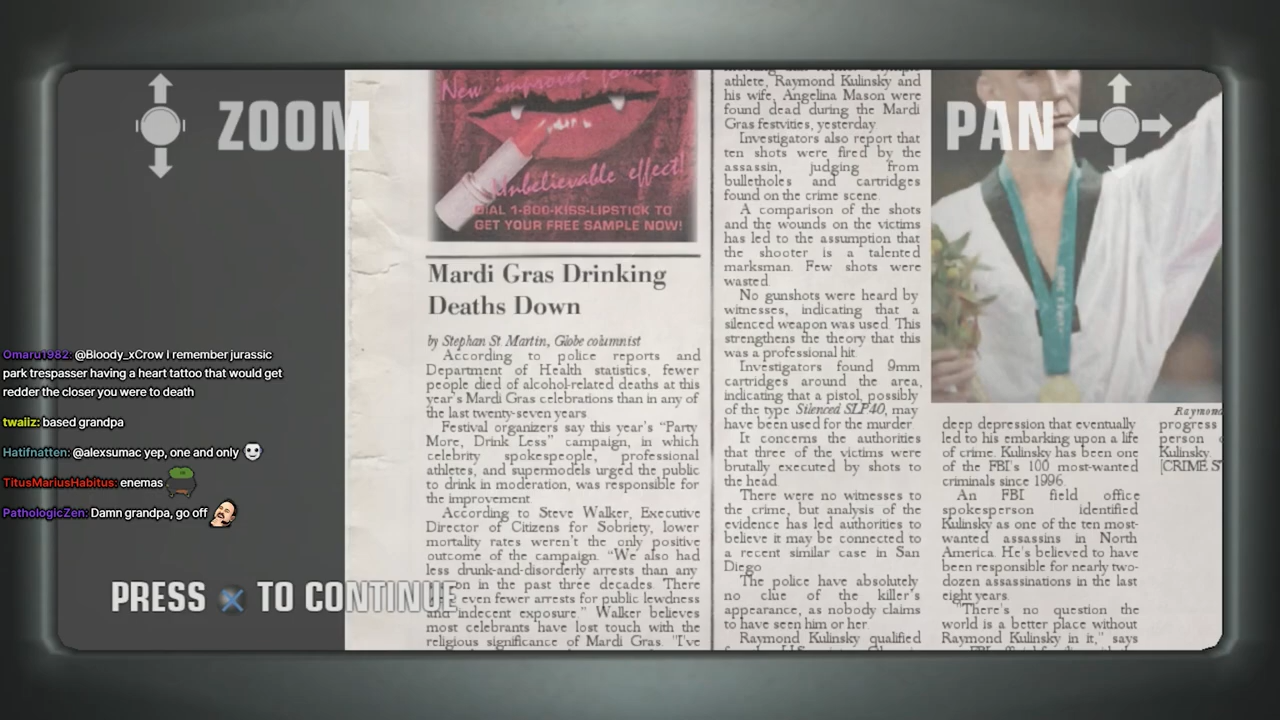 ZOOM
PAN
New improved
Unbelievable effect!
DIAL 1-800-KISS-LIPSTICK TO
GET YOUR FREE SAMPLE NOW!
Mardi Gras Drinking
Deaths Down
by Stephan St Martin, Globe columnist
According to police reports and
Department of Health statistics, fewer
people died of alcohol-related deaths at this
year's Mardi Gras celebrations than in any of
the last twenty-seven years.
Festival organizers say this year's "Party
More, Drink Less" campaign, in which
celebrity spokespeople, professional
athletes, and supermodels urged the public
to drink in moderation, was responsible for
the improvement.
According to Steve Walker, Executive
Director of Citizens for Sobriety, lower
mortality rates weren't the only positive
outcome of the campaign. "We also had
less drunk-and-disorderly arrests than any
on in the past three decades. There
even fewer arrests for public lewdness
and indecent exposure." Walker believes
most celebrants have lost touch with the
religious significance of Mardi Gras. "I've
athlete, Raymond Kulinsky and
his wife, Angelina Mason were
found dead during the Mardi
Gras festvities, yesterday.
Investigators also report that
ten shots were fired by the
assassin, judging from
bulletholes and cartridges
found on the crime scene.
A comparison of the shots
and the wounds on the victims
has led to the assumption that
the shooter is a talented
marksman. Few shots were
wasted.
No gunshots were heard by
witnesses, indicating that a
silenced weapon was used. This
strengthens the theory that this
was a professional hit.
Investigators found 9mm
cartridges around the area,
indicating that a pistol, possibly
of the type Silenced SLP40, may
have been used for the murder.
It concerns the authorities
that three of the victims were
brutally executed by shots to
the head.
There were no witnesses to
the crime, but analysis of the
evidence has led authorities to
believe it may be connected to
a recent similar case in San
Diego.
The police have absolutely
no clue of the killer's
appearance, as nobody claims
to have seen him or her.
Raymond Kulinsky qualified
Raymond
deep depression that eventually
led to his embarking upon a life
of crime. Kulinsky has been one
of the FBI's 100 most-wanted
criminals since 1996.
An FBI field office
spokesperson identified
Kulinsky as one of the ten most-
wanted assassins in North
America. He's believed to have
been responsible for nearly two-
dozen assassinations in the last
eight years.
"There's no question the
world is a better place without
Raymond Kulinsky in it," says
progress
person
Kulinsky.
[CRIME S
Omaru1982: @Bloody_xCrow I remember jurassic
park trespasser having a heart tattoo that would get
redder the closer you were to death
twaiiz: based grandpa
Hatifnatten: @alexsumac yep, one and only
TitusMariusHabitus: enemas
PathologicZen: Damn grandpa, go off
PRESS X TO CONTINUE